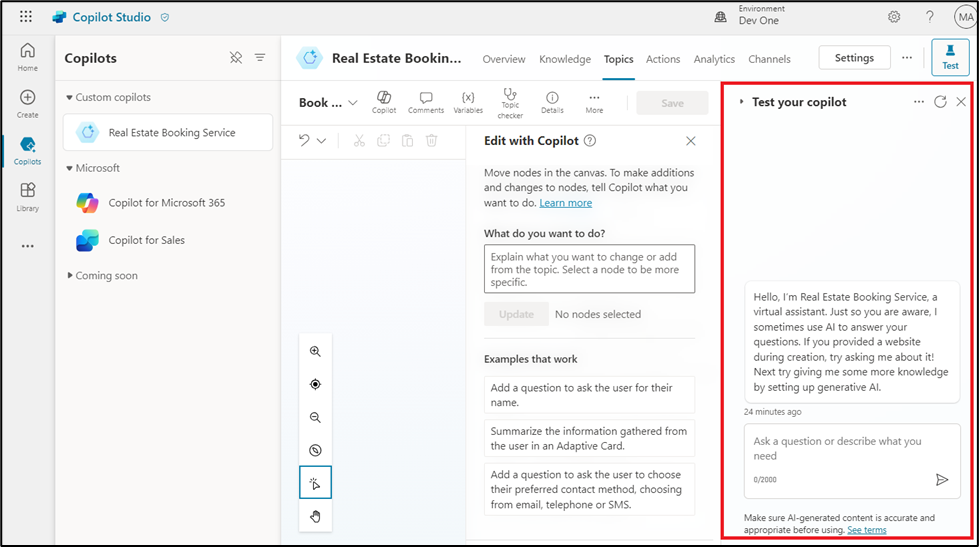 Copilot Studio
Environment
Dev One
MA
Home
Create
Copilots
Library
Copilots
Custom copilots
Real Estate Booking Service
Microsoft
Copilot for Microsoft 365
Copilot for Sales
Coming soon
Real Estate Bookin...
Overview
Knowledge
Topics
Actions
Analytics
Channels
Settings
Test
Book ...
Copilot
Comments
{x}
Variables
Topic
checker
Details
More
Save
Edit with Copilot
Move nodes in the canvas. To make additions
and changes to nodes, tell Copilot what you
want to do. Learn more
What do you want to do?
Explain what you want to change or add
from the topic. Select a node to be more
specific.
Update
No nodes selected
Examples that work
Add a question to ask the user for their
name.
Summarize the information gathered from
the user in an Adaptive Card.
Add a question to ask the user to choose
their preferred contact method, choosing
from email, telephone or SMS.
Test your copilot
Hello, I'm Real Estate Booking Service, a
virtual assistant. Just so you are aware, I
sometimes use AI to answer your
questions. If you provided a website
during creation, try asking me about it!
Next try giving me some more knowledge
by setting up generative AI.
24 minutes ago
Ask a question or describe what you
need
0/2000
Make sure AI-generated content is accurate and
appropriate before using. See terms